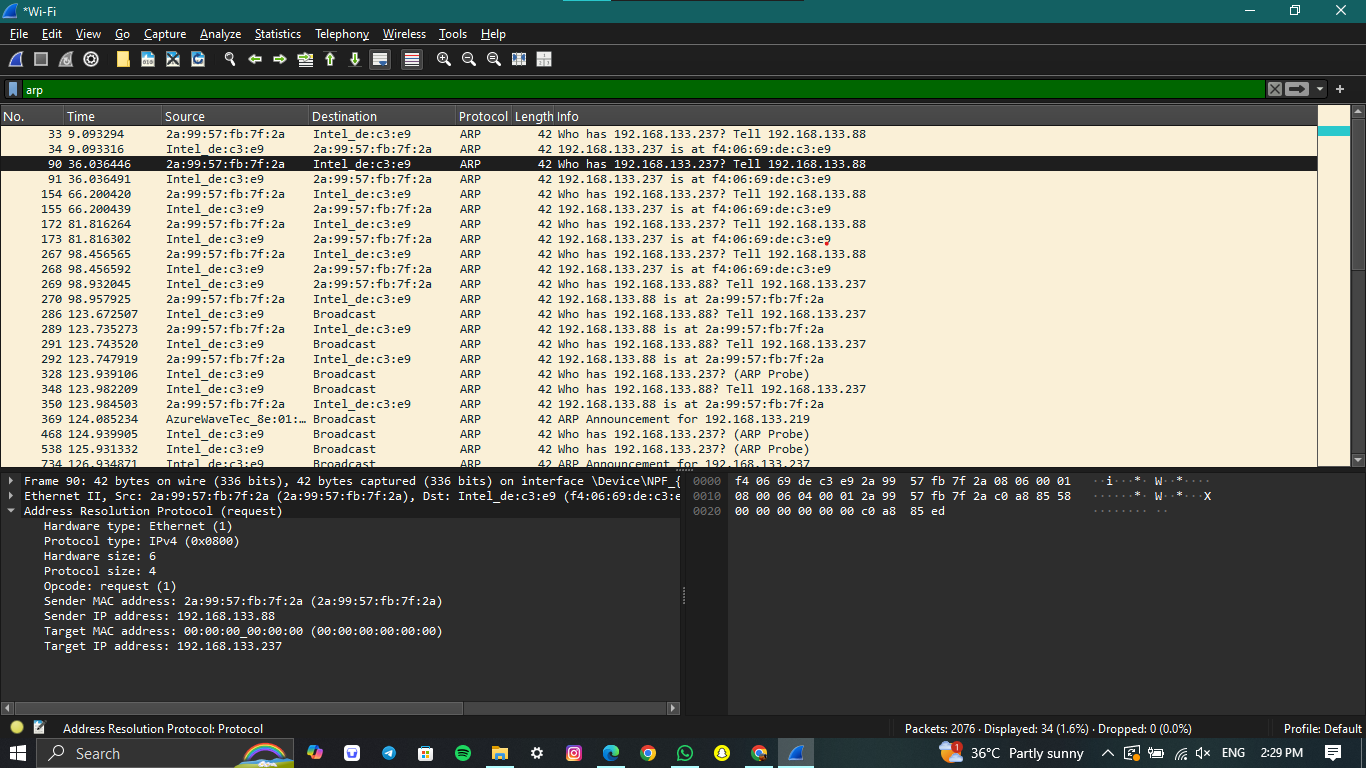 *Wi-Fi
File Edit View Go Capture Analyze Statistics Telephony Wireless Tools Help
arp
No. Time Source Destination Protocol Length Info
33 9.093294 2a:99:57:fb:7f:2a Intel_de:c3:e9 ARP 42 Who has 192.168.133.237? Tell 192.168.133.88
34 9.093316 Intel_de:c3:e9 2a:99:57:fb:7f:2a ARP 42 192.168.133.237 is at f4:06:69:de:c3:e9
90 36.036446 2a:99:57:fb:7f:2a Intel_de:c3:e9 ARP 42 Who has 192.168.133.237? Tell 192.168.133.88
91 36.036491 Intel_de:c3:e9 2a:99:57:fb:7f:2a ARP 42 192.168.133.237 is at f4:06:69:de:c3:e9
154 66.200420 2a:99:57:fb:7f:2a Intel_de:c3:e9 ARP 42 Who has 192.168.133.237? Tell 192.168.133.88
155 66.200439 Intel_de:c3:e9 2a:99:57:fb:7f:2a ARP 42 192.168.133.237 is at f4:06:69:de:c3:e9
172 81.816264 2a:99:57:fb:7f:2a Intel_de:c3:e9 ARP 42 Who has 192.168.133.237? Tell 192.168.133.88
173 81.816302 Intel_de:c3:e9 2a:99:57:fb:7f:2a ARP 42 192.168.133.237 is at f4:06:69:de:c3:e9
267 98.456565 2a:99:57:fb:7f:2a Intel_de:c3:e9 ARP 42 Who has 192.168.133.237? Tell 192.168.133.88
268 98.456592 Intel_de:c3:e9 2a:99:57:fb:7f:2a ARP 42 192.168.133.237 is at f4:06:69:de:c3:e9
269 98.932045 Intel_de:c3:e9 2a:99:57:fb:7f:2a ARP 42 Who has 192.168.133.88? Tell 192.168.133.237
270 98.957925 2a:99:57:fb:7f:2a Intel_de:c3:e9 ARP 42 192.168.133.88 is at 2a:99:57:fb:7f:2a
286 123.672507 Intel_de:c3:e9 Broadcast ARP 42 Who has 192.168.133.88? Tell 192.168.133.237
289 123.735273 2a:99:57:fb:7f:2a Intel_de:c3:e9 ARP 42 192.168.133.88 is at 2a:99:57:fb:7f:2a
291 123.743520 Intel_de:c3:e9 Broadcast ARP 42 Who has 192.168.133.88? Tell 192.168.133.237
292 123.747919 2a:99:57:fb:7f:2a Intel_de:c3:e9 ARP 42 192.168.133.88 is at 2a:99:57:fb:7f:2a
328 123.939106 Intel_de:c3:e9 Broadcast ARP 42 Who has 192.168.133.237? (ARP Probe)
348 123.982209 Intel_de:c3:e9 Broadcast ARP 42 Who has 192.168.133.88? Tell 192.168.133.237
350 123.984503 2a:99:57:fb:7f:2a Intel_de:c3:e9 ARP 42 192.168.133.88 is at 2a:99:57:fb:7f:2a
369 124.085234 AzureWaveTec_8e:01:… Broadcast ARP 42 ARP Announcement for 192.168.133.219
468 124.939905 Intel_de:c3:e9 Broadcast ARP 42 Who has 192.168.133.237? (ARP Probe)
538 125.931332 Intel_de:c3:e9 Broadcast ARP 42 Who has 192.168.133.237? (ARP Probe)
734 126.934871 Intel_de:c3:e9 Broadcast ARP 42 ARP Announcement for 192.168.133.237
Frame 90: 42 bytes on wire (336 bits), 42 bytes captured (336 bits) on interface \Device\NPF_{
Ethernet II, Src: 2a:99:57:fb:7f:2a (2a:99:57:fb:7f:2a), Dst: Intel_de:c3:e9 (f4:06:69:de:c3:e
Address Resolution Protocol (request)
Hardware type: Ethernet (1)
Protocol type: IPv4 (0x0800)
Hardware size: 6
Protocol size: 4
Opcode: request (1)
Sender MAC address: 2a:99:57:fb:7f:2a (2a:99:57:fb:7f:2a)
Sender IP address: 192.168.133.88
Target MAC address: 00:00:00_00:00:00 (00:00:00:00:00:00)
Target IP address: 192.168.133.237
0000 f4 06 69 de c3 e9 2a 99 57 fb 7f 2a 08 06 00 01 ··i···*· W··*····
0010 08 00 06 04 00 01 2a 99 57 fb 7f 2a c0 a8 85 58 ······*· W··*···X
0020 00 00 00 00 00 00 c0 a8 85 ed ········ ··
Address Resolution Protocol: Protocol
Packets: 2076 · Displayed: 34 (1.6%) · Dropped: 0 (0.0%)
Profile: Default
Search
1
36°C Partly sunny
ENG
2:29 PM